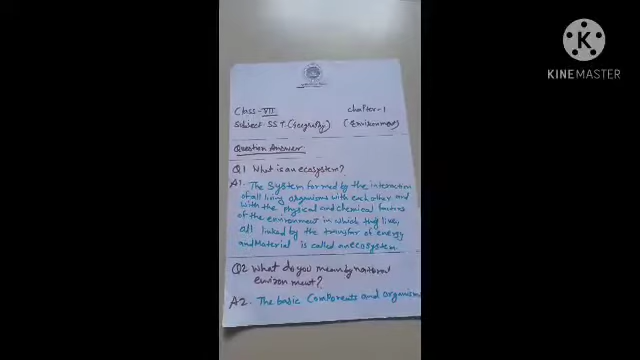 KINEMASTER
Class-VII
Chapter-1
Subject-SST.(Geography)
(Environment)
Question Answer
Q1 What is an ecosystem?
A1. The System formed by the interaction
of all living organisms with each other and
with the physical and chemical factors
of the environment in which they live,
all linked by the transfer of energy
and Material is called an ecosystem.
Q2 What do you mean by natural
environment?
A2. The basic Components and organisms